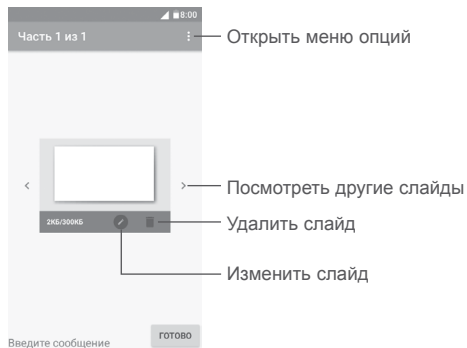 8:00
Часть 1 из 1
Открыть меню опций
Посмотреть другие слайды
2КБ/300КБ
Удалить слайд
Изменить слайд
ГОТОВО
Введите сообщение